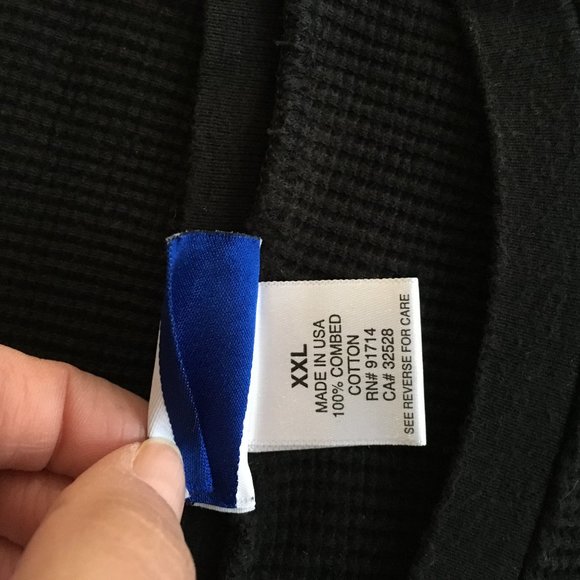 XXL
MADE IN USA
100% COMBED
COTTON
RN# 91714
CA# 32528
SEE REVERSE FOR CARE